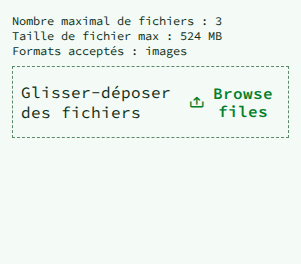 Nombre maximal de fichiers : 3
Taille de fichier max : 524 MB
Formats acceptés : images
Glisser-déposer
des fichiers
Browse
files